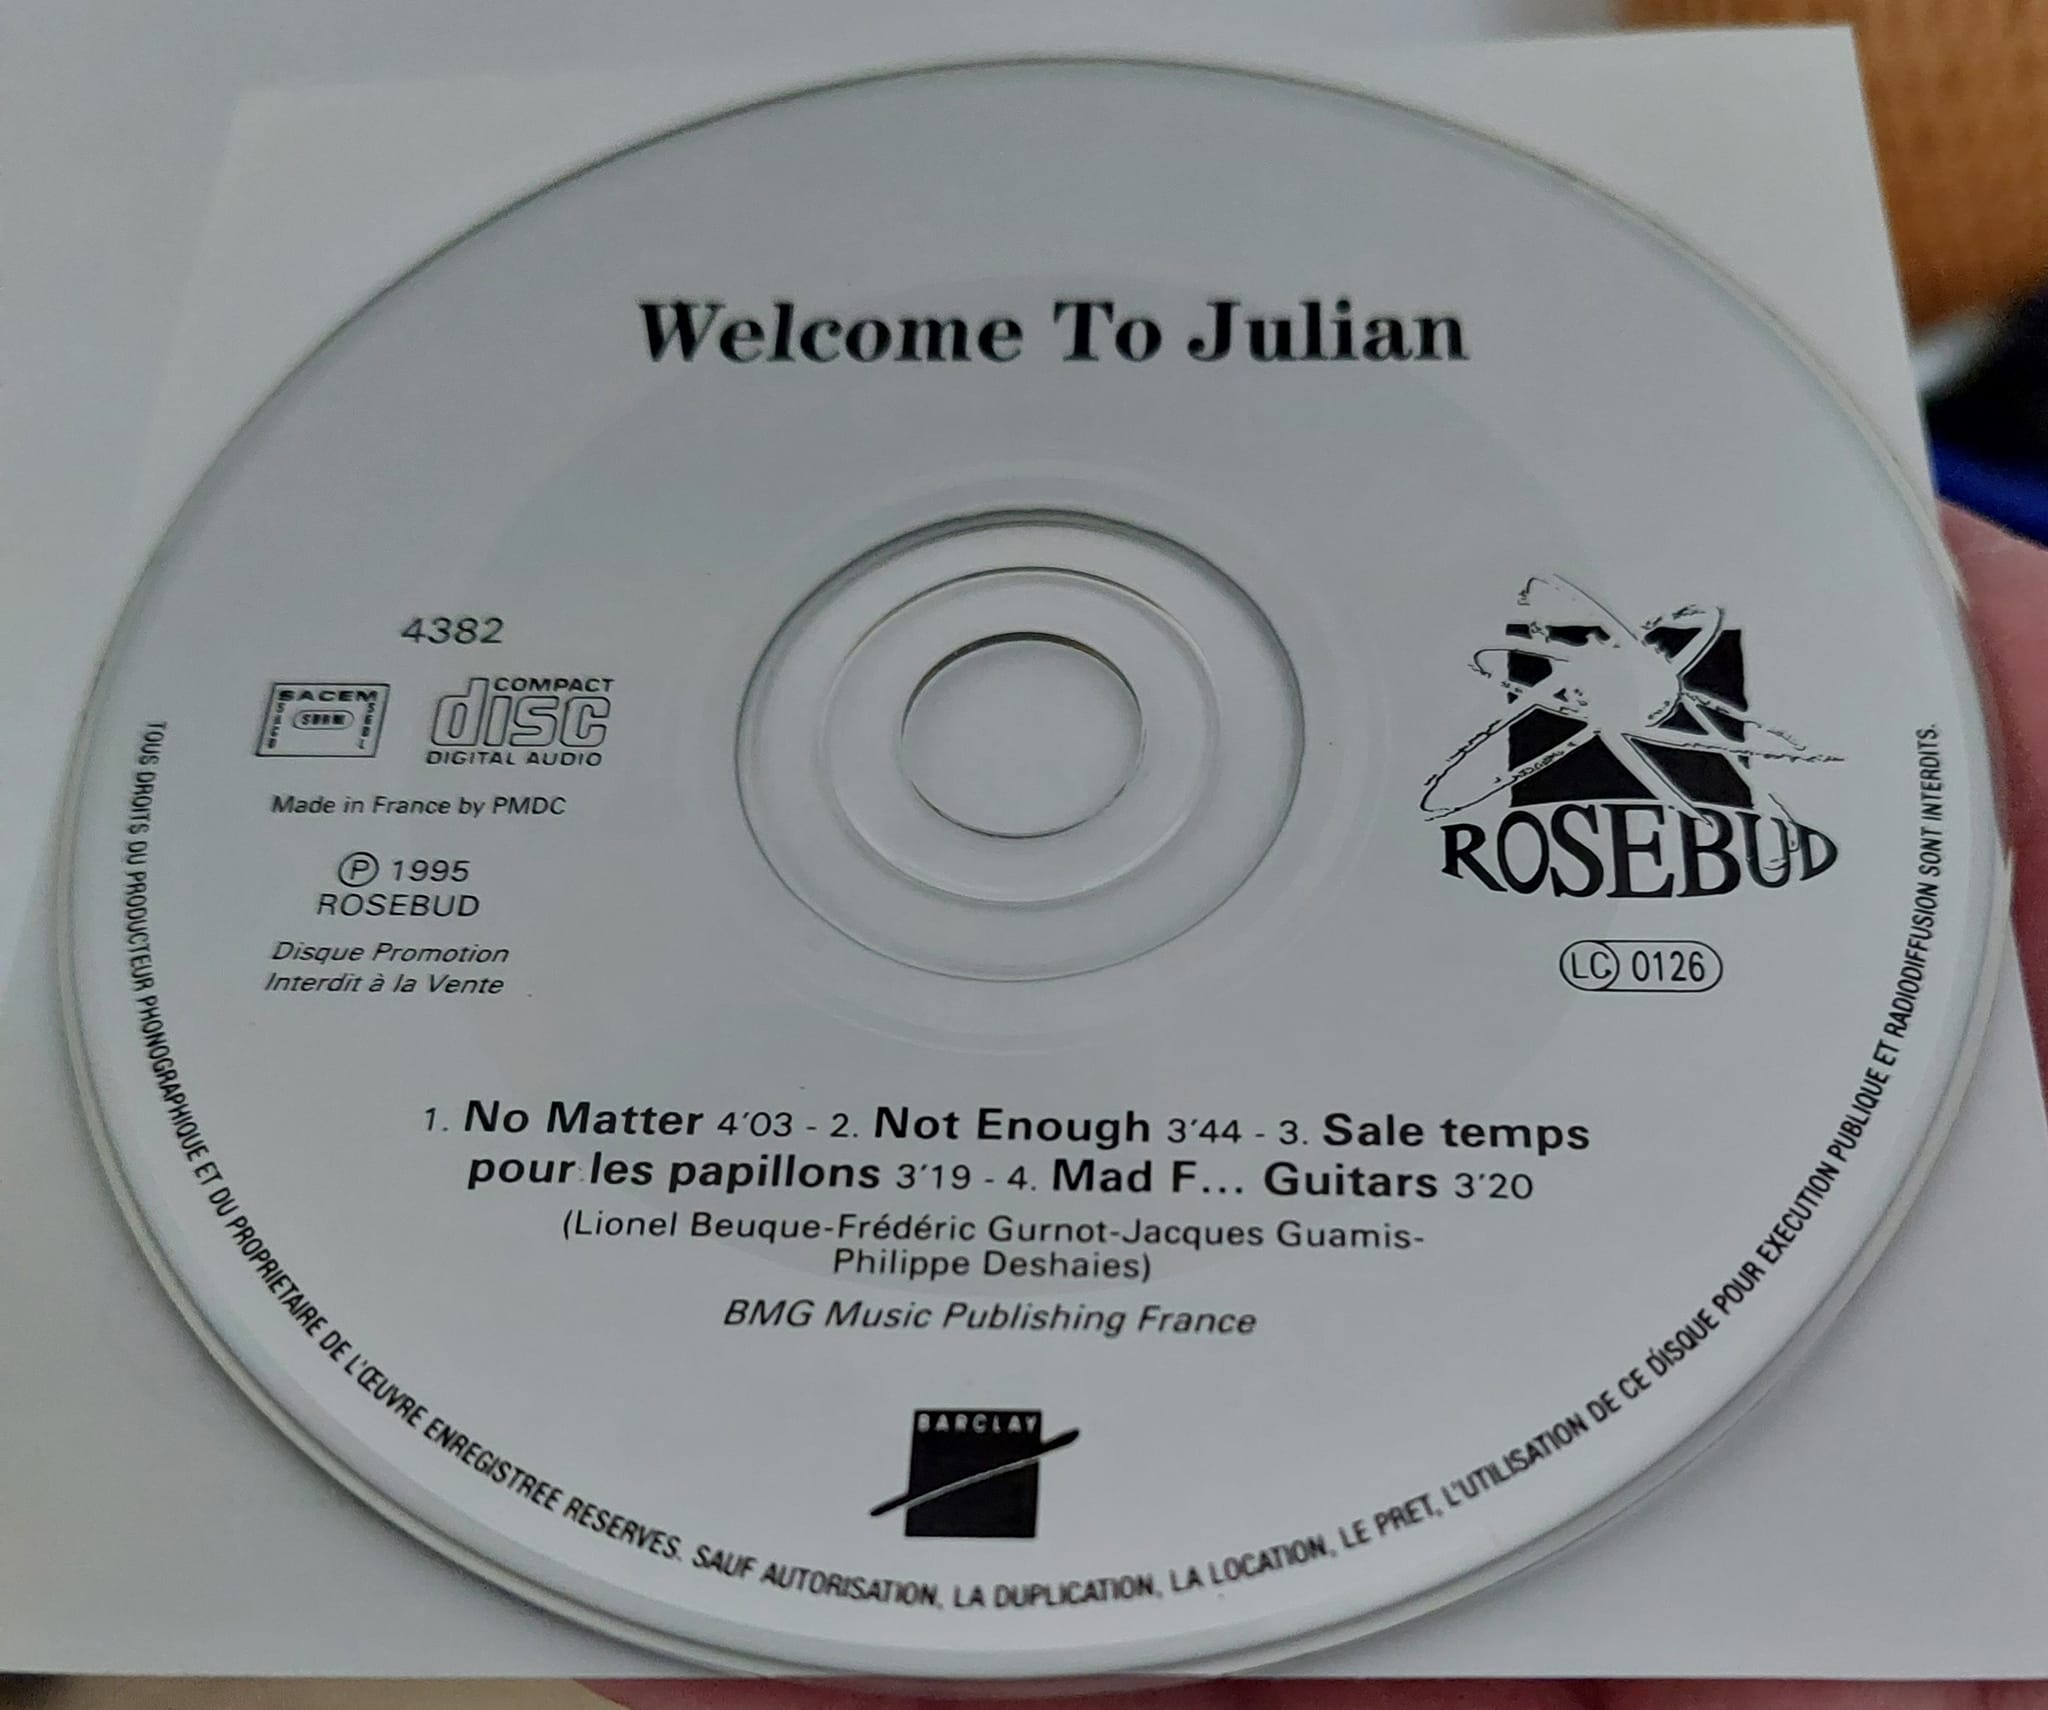 Welcome To Julian
4382
SACEM
SDRM
COMPACT
disc
DIGITAL AUDIO
Made in France by PMDC
Ⓟ 1995
ROSEBUD
Disque Promotion
Interdit à la Vente
ROSEBUD
LC 0126
1. No Matter 4'03 - 2. Not Enough 3'44 - 3. Sale temps
pour les papillons 3'19 - 4. Mad F... Guitars 3'20
(Lionel Beuque-Frédéric Gurnot-Jacques Guamis-
Philippe Deshaies)
BMG Music Publishing France
BARCLAY
TOUS DROITS DU PRODUCTEUR PHONOGRAPHIQUE ET DU PROPRIETAIRE DE L'ŒUVRE ENREGISTREE RESERVES. SAUF AUTORISATION, LA DUPLICATION, LA LOCATION, LE PRET, L'UTILISATION DE CE DISQUE POUR EXECUTION PUBLIQUE ET RADIODIFFUSION SONT INTERDITS.